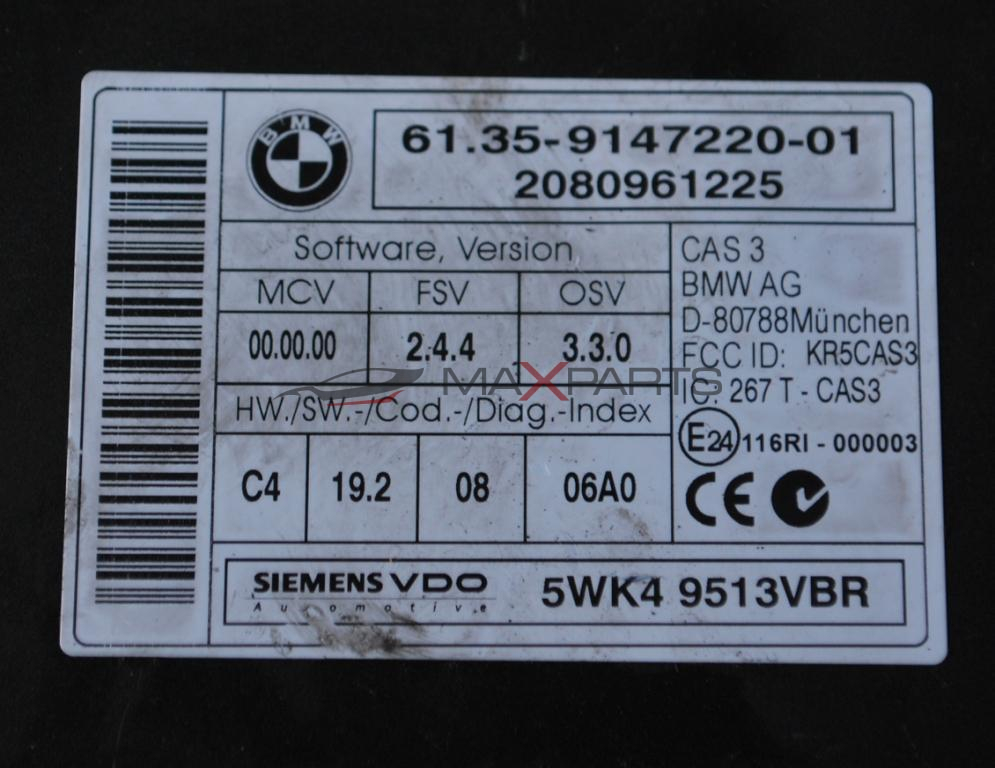 BMW
61.35-9147220-01
2080961225
Software, Version
MCV FSV OSV
00.00.00 2.4.4 3.3.0
HW./SW.-/Cod.-/Diag.-Index
C4 19.2 08 06A0
CAS 3
BMW AG
D-80788München
FCC ID: KR5CAS3
IC: 267 T - CAS3
E24 116RI - 000003
CE
MAXPARTS
SIEMENS VDO
Automotive
5WK4 9513VBR